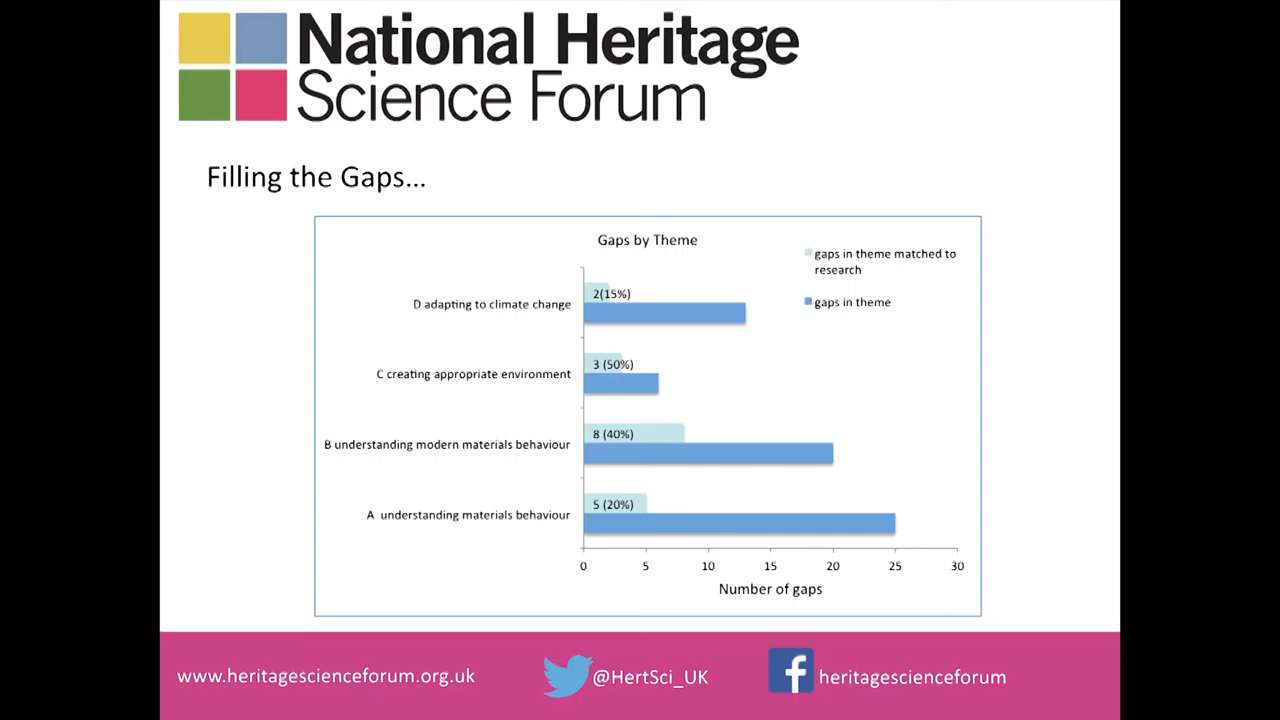 National Heritage
Science Forum
Filling the Gaps...
Gaps by Theme
gaps in theme matched to
research
gaps in theme
D adapting to climate change
2(15%)
C creating appropriate environment
3 (50%)
B understanding modern materials behaviour
8 (40%)
A understanding materials behaviour
5 (20%)
0 5 10 15 20 25 30
Number of gaps
www.heritagescienceforum.org.uk
@HertSci_UK
heritagescienceforum